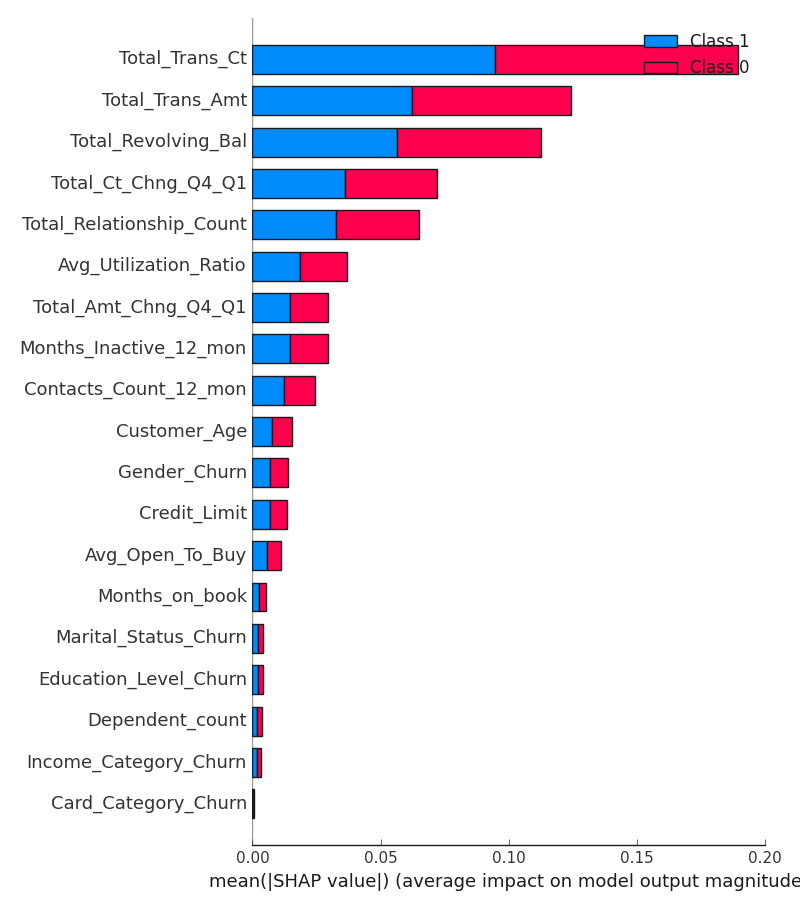 Class 1
Class 0
Total_Trans_Ct
Total_Trans_Amt
Total_Revolving_Bal
Total_Ct_Chng_Q4_Q1
Total_Relationship_Count
Avg_Utilization_Ratio
Total_Amt_Chng_Q4_Q1
Months_Inactive_12_mon
Contacts_Count_12_mon
Customer_Age
Gender_Churn
Credit_Limit
Avg_Open_To_Buy
Months_on_book
Marital_Status_Churn
Education_Level_Churn
Dependent_count
Income_Category_Churn
Card_Category_Churn
0.00 0.05 0.10 0.15 0.20
mean(|SHAP value|) (average impact on model output magnitude